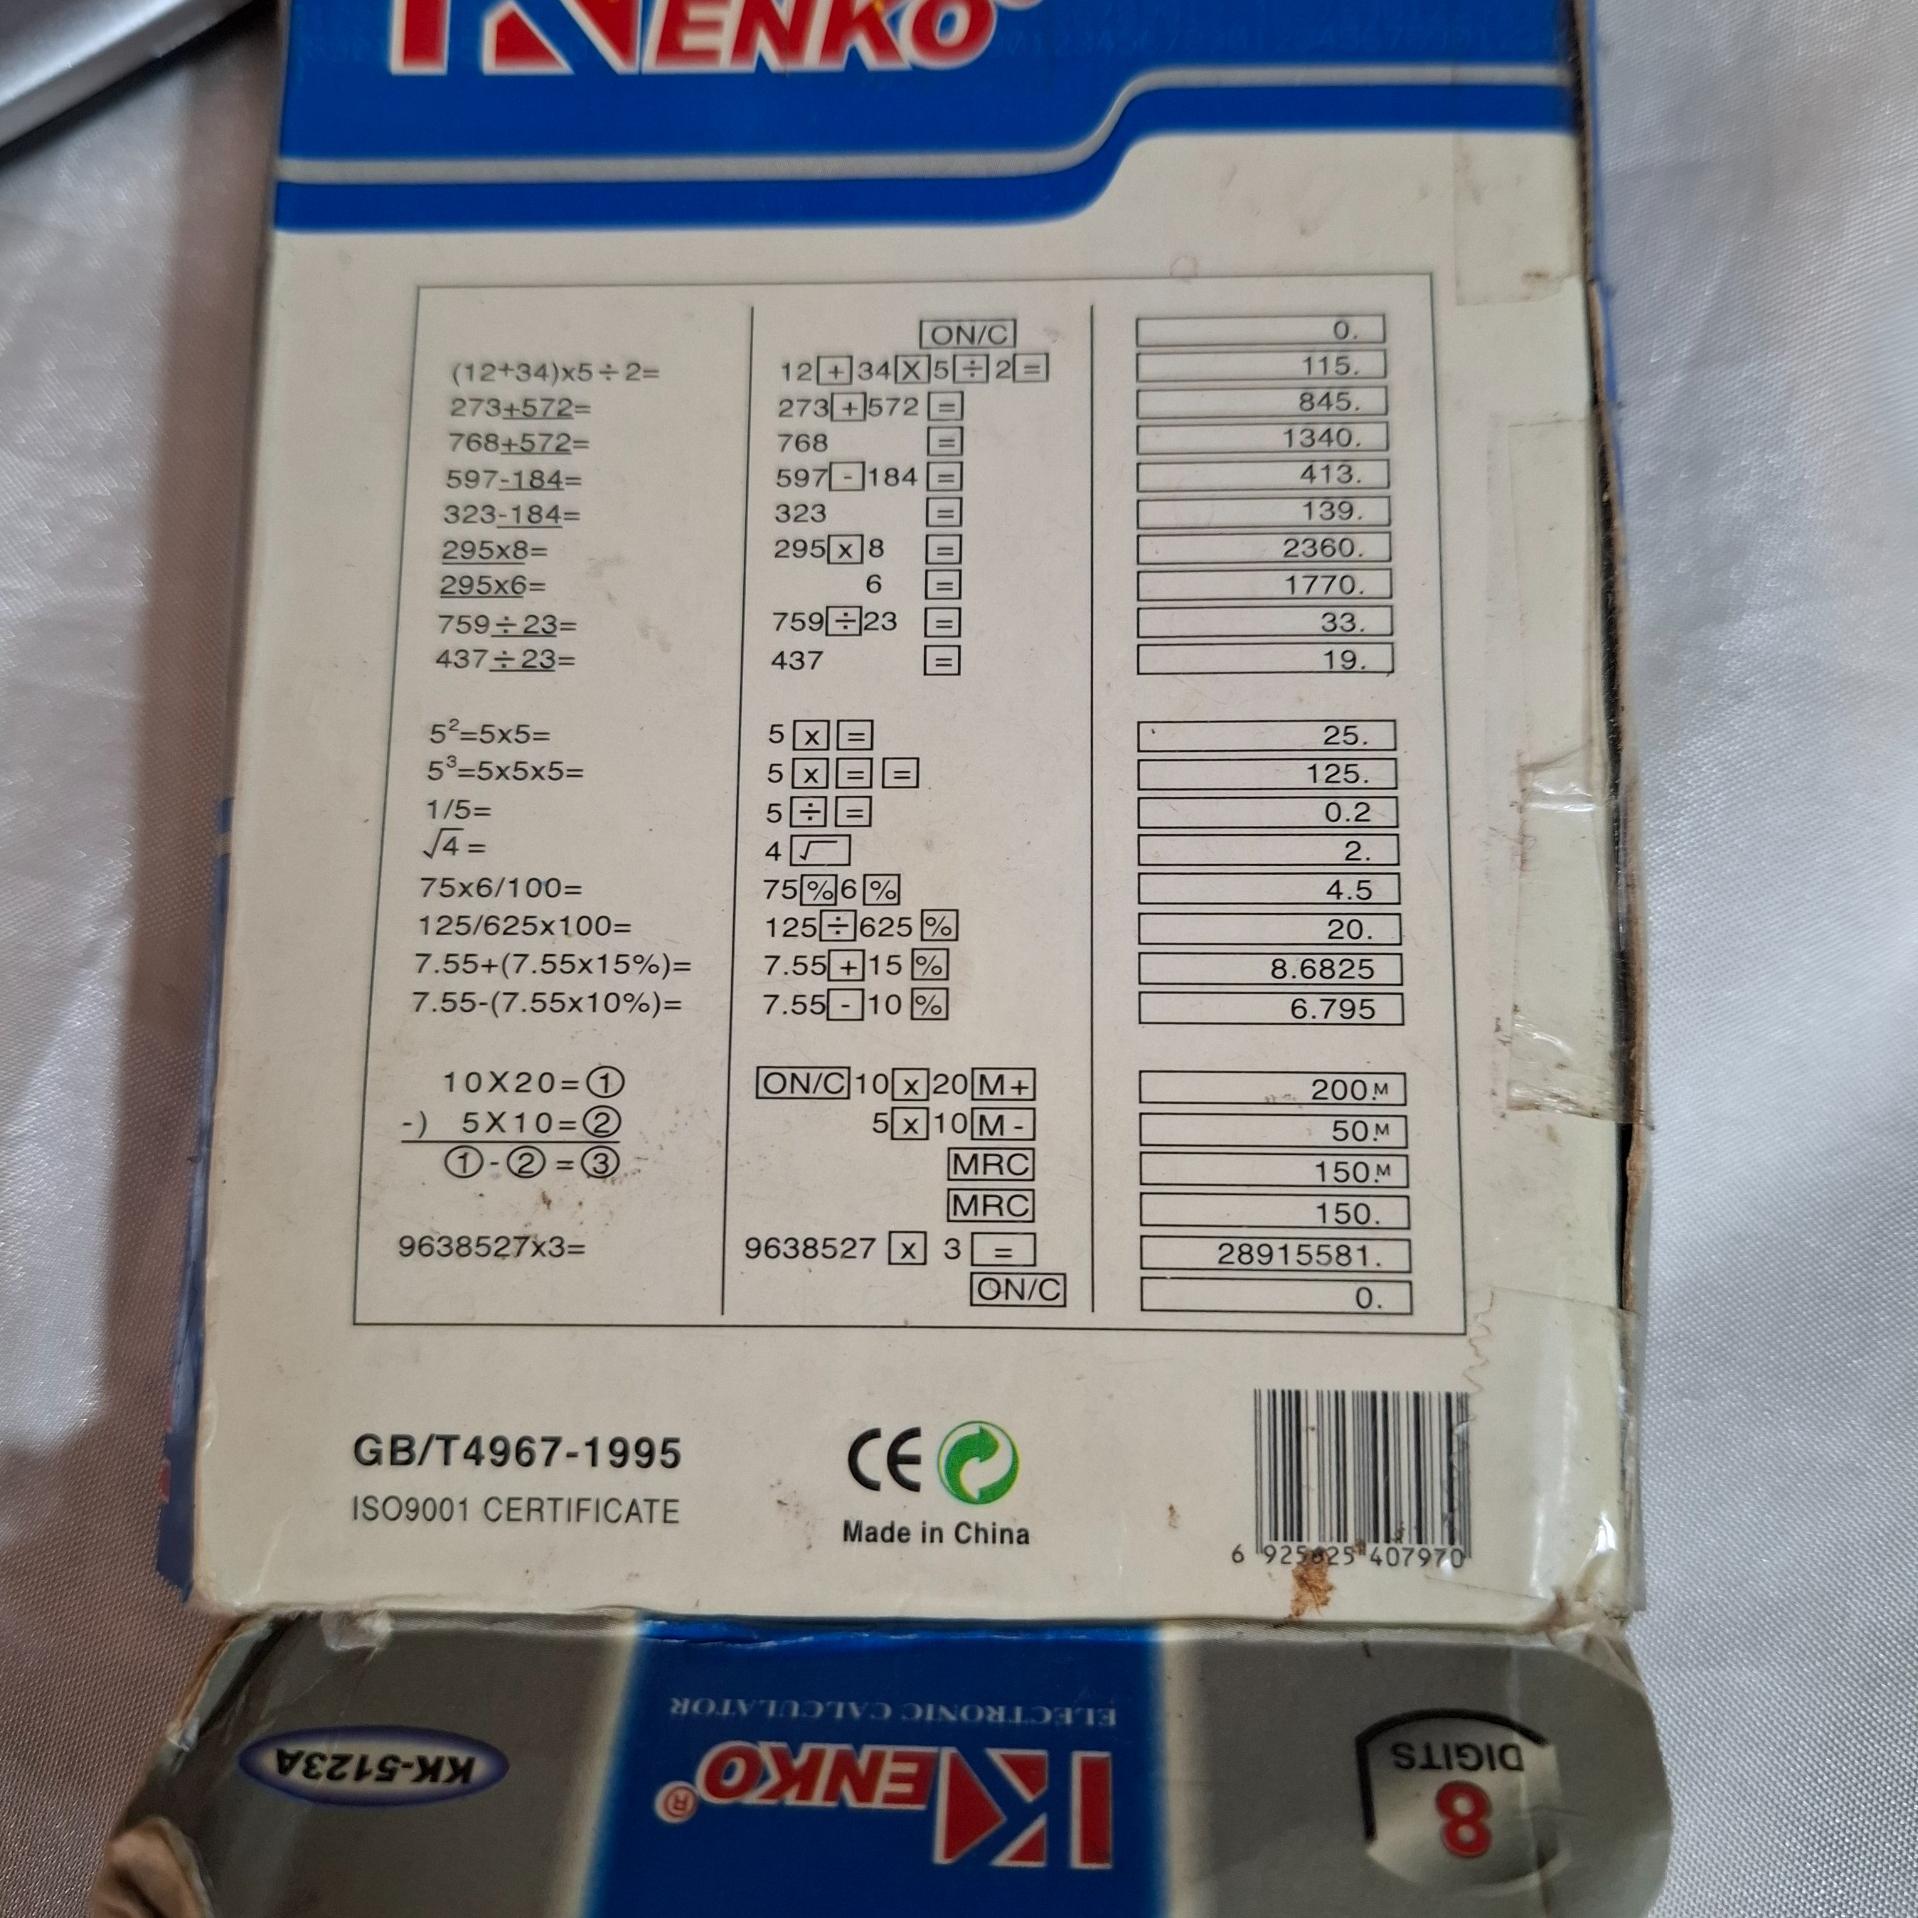 KENKO®
ON/C 0.
(12+34)x5÷2= 12+34X5÷2= 115.
273+572= 273+572= 845.
768+572= 768 = 1340.
597-184= 597-184= 413.
323-184= 323 = 139.
295x8= 295x8 = 2360.
295x6= 6 = 1770.
759÷23= 759÷23 = 33.
437÷23= 437 = 19.
5²=5x5= 5x= 25.
5³=5x5x5= 5x== 125.
1/5= 5÷= 0.2
√4= 4√ 2.
75x6/100= 75%6% 4.5
125/625x100= 125÷625% 20.
7.55+(7.55x15%)= 7.55+15% 8.6825
7.55-(7.55x10%)= 7.55-10% 6.795
10X20=① ON/C10x20M+ 200.M
-) 5X10=② 5x10M- 50.M
①-②=③ MRC 150.M
MRC 150.
9638527x3= 9638527 x 3 = 28915581.
ON/C 0.
GB/T4967-1995
ISO9001 CERTIFICATE
CE
Made in China
6 407970
ELECTRONIC CALCULATOR
KENKO®
KK-5123A
8 DIGITS